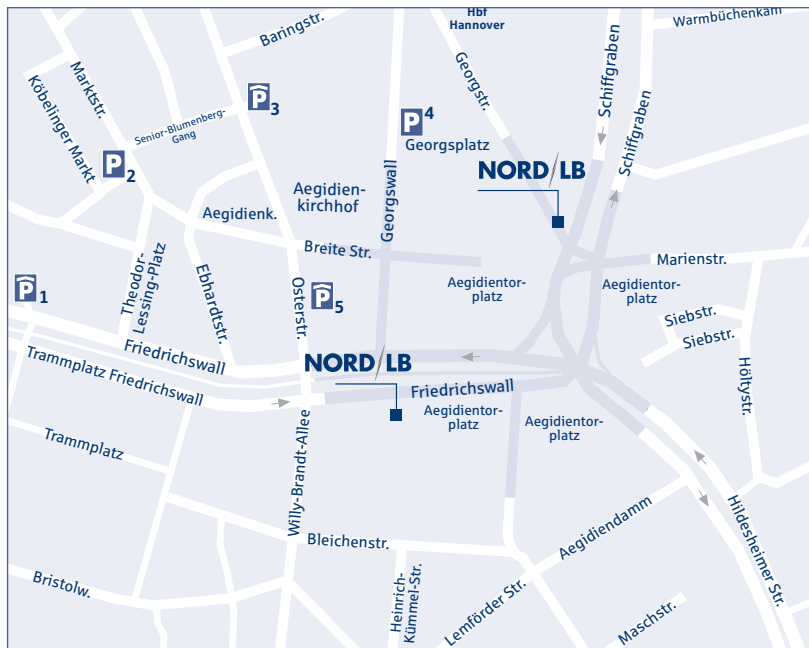 Hbf
Hannover
Warmbüchenkam
Baringstr.
Marktstr.
Georgstr.
Schiffgraben
Schiffgraben
Köbelinger Markt
Senior-Blumenberg-
Gang
P 3
P 4
Georgsplatz
P 2
NORD/LB
Aegidien-
kirchhof
Georgswall
Aegidienk.
Breite Str.
Marienstr.
Theodor-
Lessing-Platz
Ebhardtstr.
Osterstr.
P 1
P 5
Aegidientor-
platz
Aegidientor-
platz
Siebstr.
Siebstr.
Höltystr.
Friedrichswall
Trammplatz Friedrichswall
NORD/LB
Friedrichswall
Aegidientor-
platz
Aegidientor-
platz
Trammplatz
Willy-Brandt-Allee
Hildesheimer Str.
Bleichenstr.
Aegidiendamm
Bristolw.
Heinrich-
Kümmel-Str.
Lemförder Str.
Maschstr.